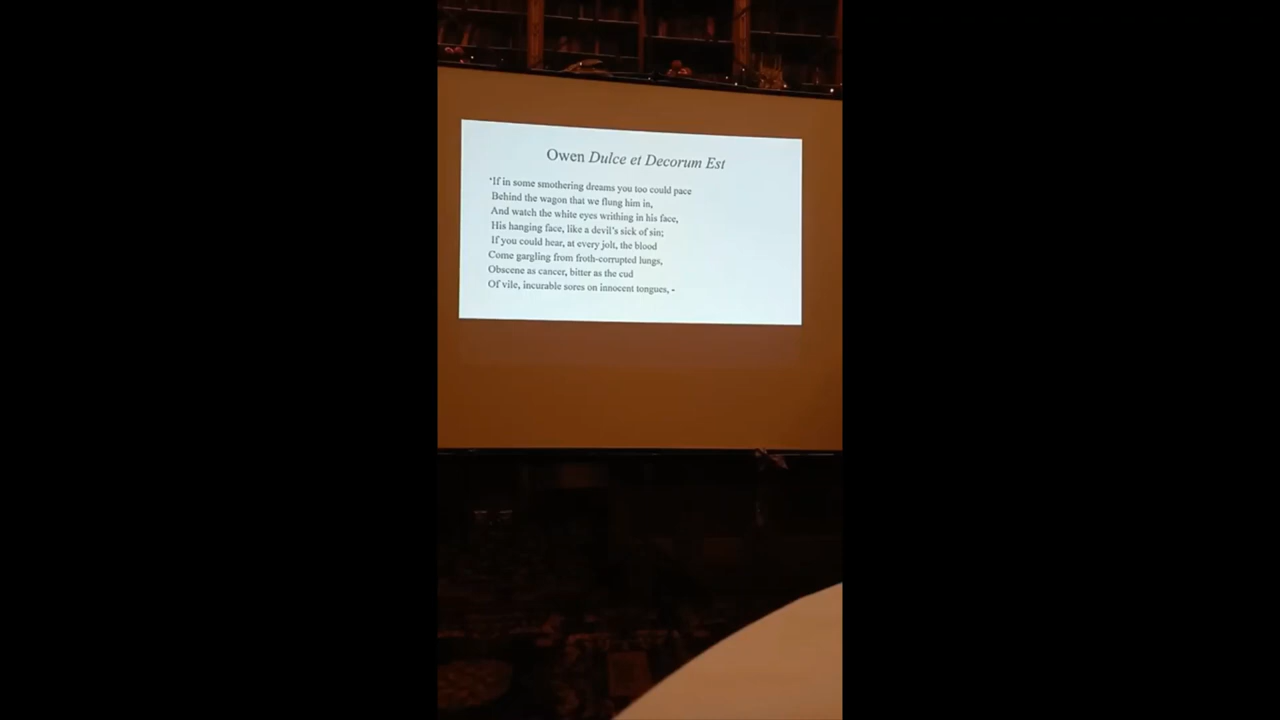 Owen Dulce et Decorum Est
‘If in some smothering dreams you too could pace
Behind the wagon that we flung him in,
And watch the white eyes writhing in his face,
His hanging face, like a devil's sick of sin;
If you could hear, at every jolt, the blood
Come gargling from froth-corrupted lungs,
Obscene as cancer, bitter as the cud
Of vile, incurable sores on innocent tongues, -